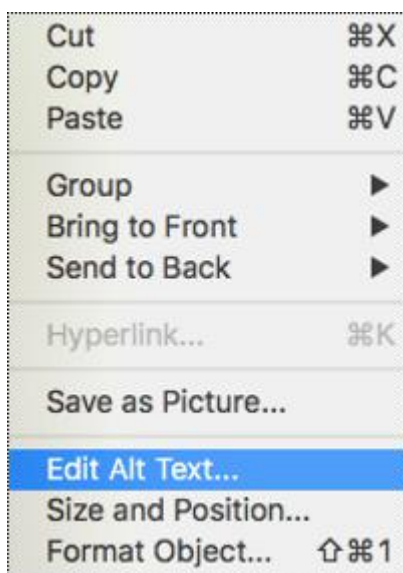 Cut ⌘X
Copy ⌘C
Paste ⌘V
Group ▶
Bring to Front ▶
Send to Back ▶
Hyperlink... ⌘K
Save as Picture...
Edit Alt Text...
Size and Position...
Format Object... ⇧⌘1